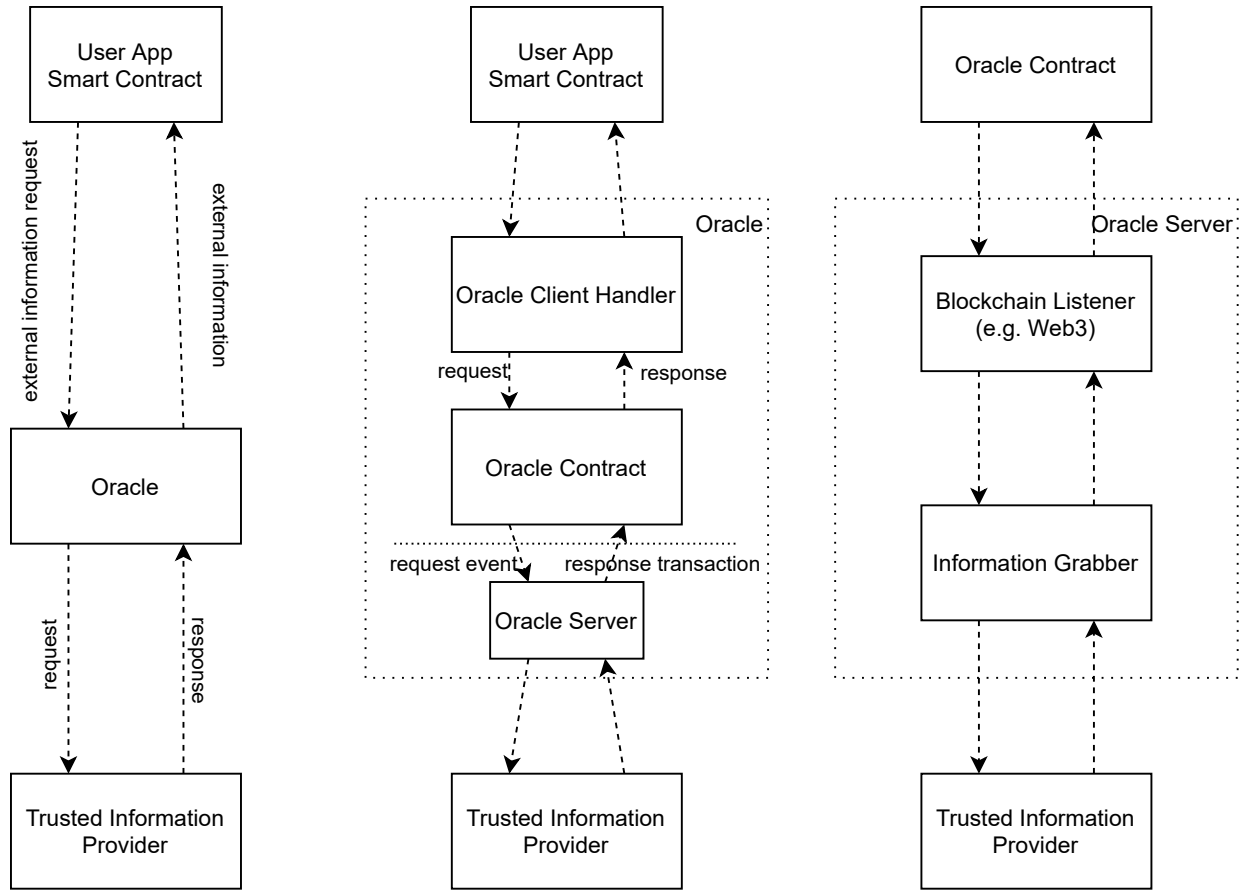 User App
Smart Contract
external information request
external information
Oracle
request
response
Trusted Information
Provider
User App
Smart Contract
Oracle
Oracle Client Handler
request
response
Oracle Contract
request event
response transaction
Oracle Server
Trusted Information
Provider
Oracle Contract
Oracle Server
Blockchain Listener
(e.g. Web3)
Information Grabber
Trusted Information
Provider